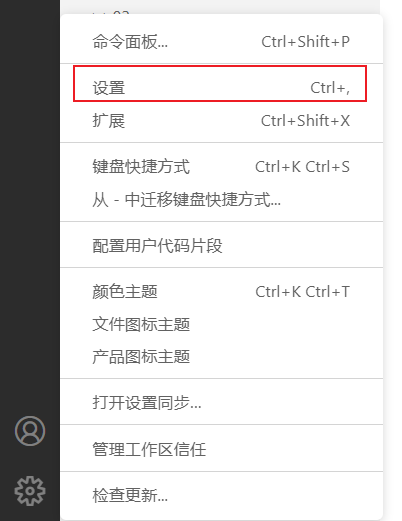 命令面板... Ctrl+Shift+P
设置 Ctrl+,
扩展 Ctrl+Shift+X
键盘快捷方式 Ctrl+K Ctrl+S
从 - 中迁移键盘快捷方式...
配置用户代码片段
颜色主题 Ctrl+K Ctrl+T
文件图标主题
产品图标主题
打开设置同步...
管理工作区信任
检查更新...